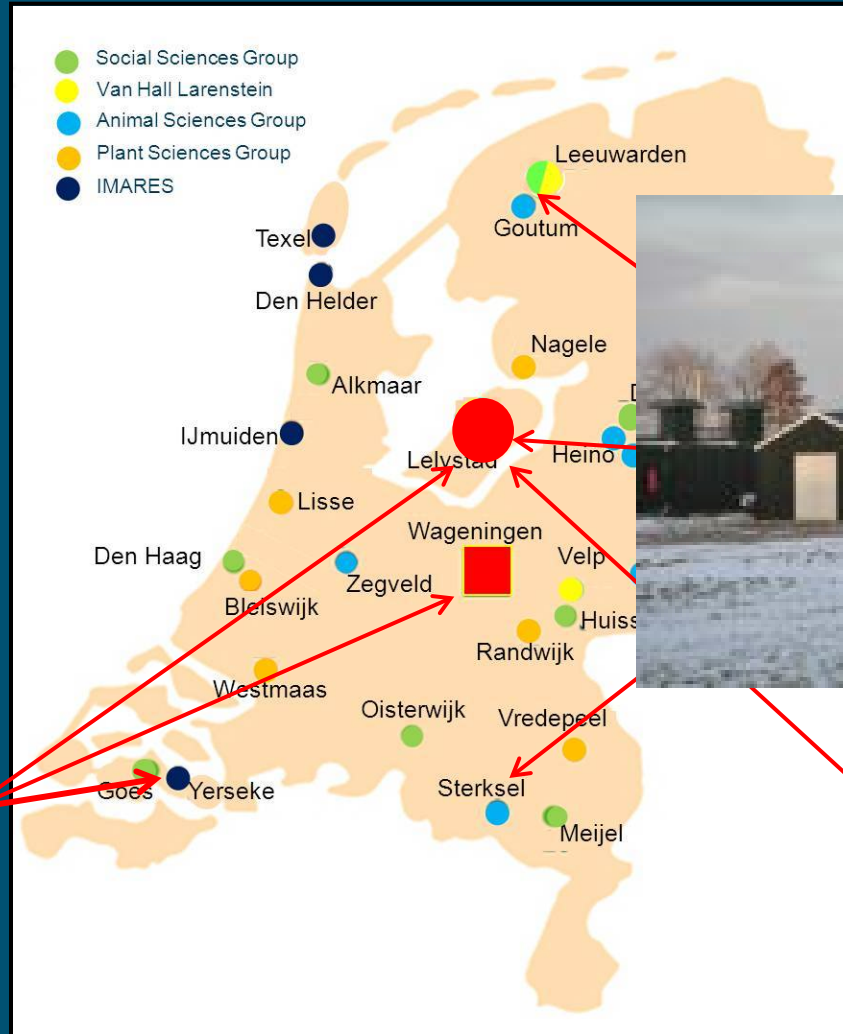 Social Sciences Group
Van Hall Larenstein
Animal Sciences Group
Plant Sciences Group
IMARES
Leeuwarden
Goutum
Texel
Den Helder
Nagele
Alkmaar
IJmuiden
Lelystad
Heino
Lisse
Wageningen
Den Haag
Zegveld
Velp
Bleiswijk
Huiss
Randwijk
Westmaas
Oisterwijk
Vredepeel
Goes
Yerseke
Sterksel
Meijel